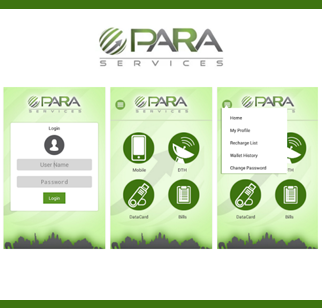 PARA
SERVICES
PARA
SERVICES
Login
User Name
Password
Login
PARA
SERVICES
Mobile
DTH
DataCard
Bills
PARA
SERVICES
Home
My Profile
Recharge List
Wallet History
Change Password
DataCard
Bills